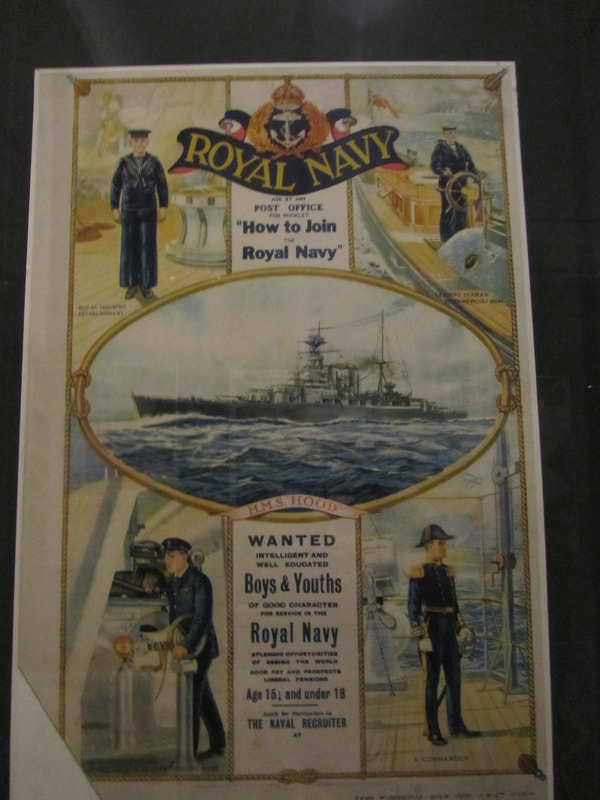 ROYAL NAVY
ASK AT ANY
POST OFFICE
FOR BOOKLET
"How to Join
THE
Royal Navy"
BOY AT TRAINING
ESTABLISHMENT
LEADING SEAMAN
H.M.S. HOOD
WANTED
INTELLIGENT AND
WELL EDUCATED
Boys & Youths
OF GOOD CHARACTER
FOR SERVICE IN THE
Royal Navy
SPLENDID OPPORTUNITIES
OF SEEING THE WORLD
GOOD PAY AND PROSPECTS
LIBERAL PENSIONS
Age 15¼ and under 18
Apply for Particulars to
THE NAVAL RECRUITER
AT
A COMMANDER